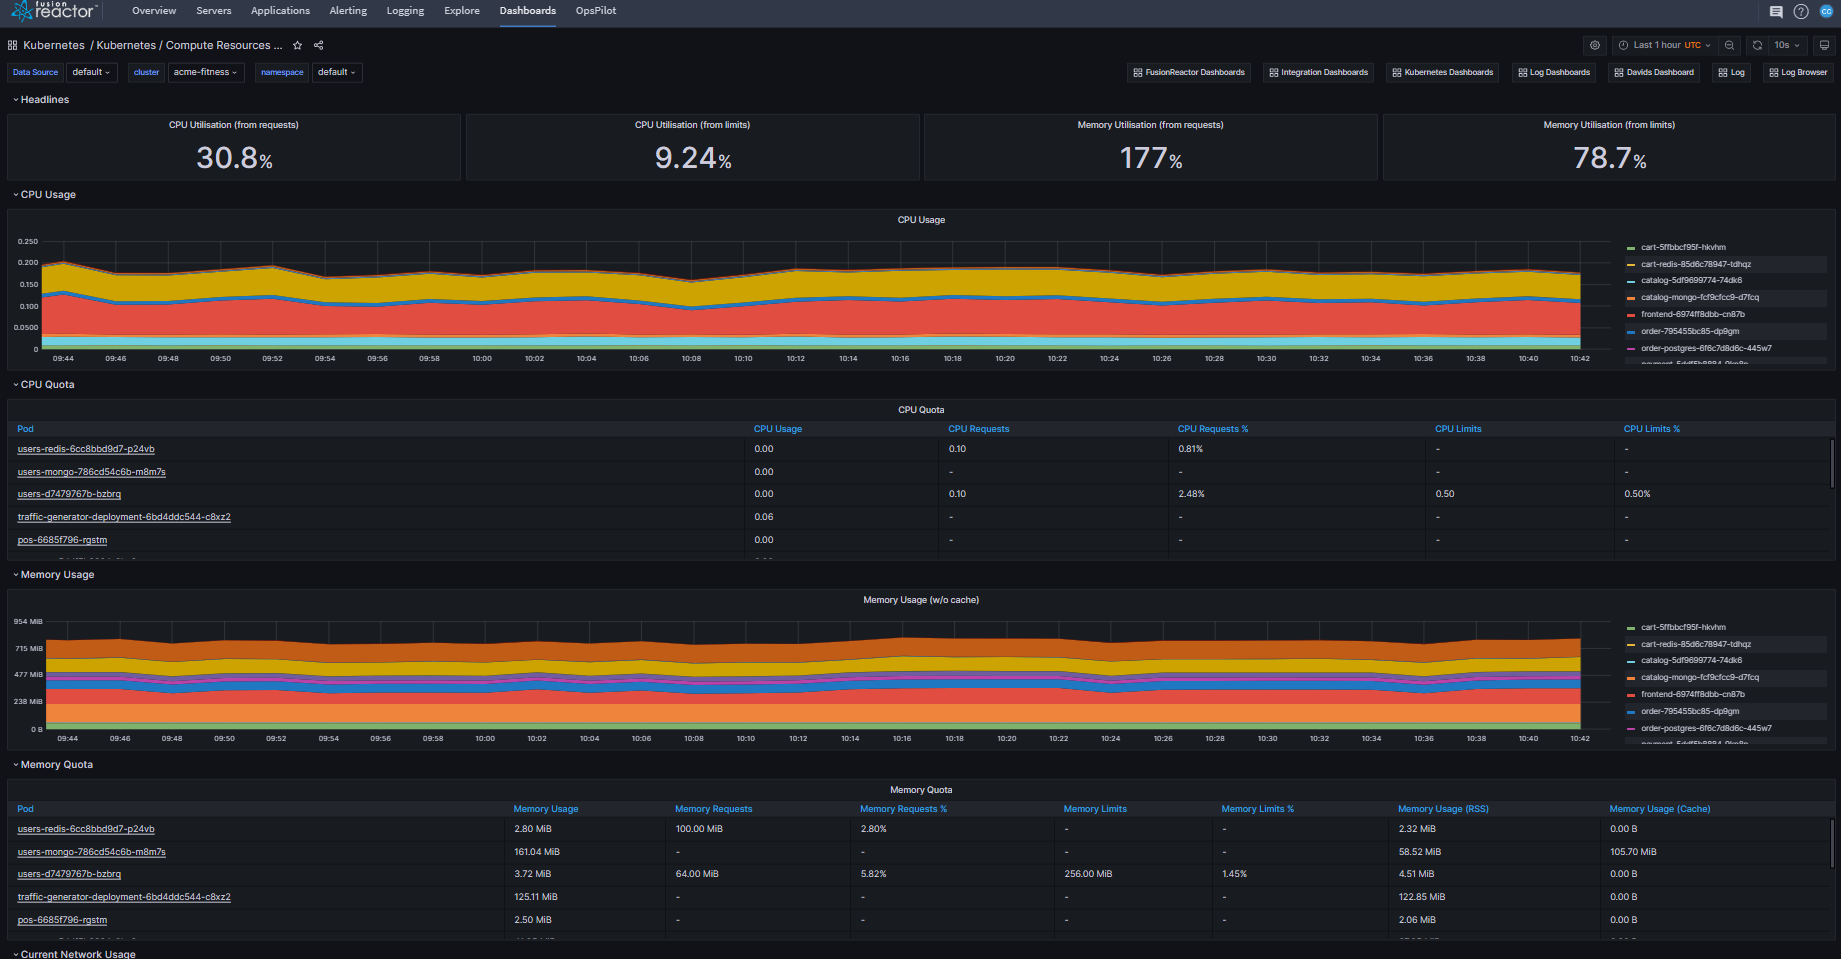 fusion
reactor
Overview Servers Applications Alerting Logging Explore Dashboards OpsPilot
CG
Kubernetes / Kubernetes / Compute Resources ...
Last 1 hour UTC 10s
Data Source default cluster acme-fitness namespace default
FusionReactor Dashboards Integration Dashboards Kubernetes Dashboards Log Dashboards Davids Dashboard Log Log Browser
Headlines
CPU Utilisation (from requests) CPU Utilisation (from limits) Memory Utilisation (from requests) Memory Utilisation (from limits)
30.8% 9.24% 177% 78.7%
CPU Usage
CPU Usage
0.250
0.200
0.150
0.100
0.0500
0
09:44 09:46 09:48 09:50 09:52 09:54 09:56 09:58 10:00 10:02 10:04 10:06 10:08 10:10 10:12 10:14 10:16 10:18 10:20 10:22 10:24 10:26 10:28 10:30 10:32 10:34 10:36 10:38 10:40 10:42
cart-5ffbbcf95f-hkvhm
cart-redis-85d6c78947-tdhqz
catalog-5df9699774-74dk6
catalog-mongo-fcf9cfcc9-d7fcq
frontend-6974ff8dbb-cn87b
order-795455bc85-dp9gm
order-postgres-6f6c7d8d6c-445w7
CPU Quota
CPU Quota
Pod CPU Usage CPU Requests CPU Requests % CPU Limits CPU Limits %
users-redis-6cc8bbd9d7-p24vb 0.00 0.10 0.81% - -
users-mongo-786cd54c6b-m8m7s 0.00 - - - -
users-d7479767b-bzbrq 0.00 0.10 2.48% 0.50 0.50%
traffic-generator-deployment-6bd4ddc544-c8xz2 0.06 - - - -
pos-6685f796-rgstm 0.00 - - - -
Memory Usage
Memory Usage (w/o cache)
954 MiB
715 MiB
477 MiB
238 MiB
0 B
09:44 09:46 09:48 09:50 09:52 09:54 09:56 09:58 10:00 10:02 10:04 10:06 10:08 10:10 10:12 10:14 10:16 10:18 10:20 10:22 10:24 10:26 10:28 10:30 10:32 10:34 10:36 10:38 10:40 10:42
cart-5ffbbcf95f-hkvhm
cart-redis-85d6c78947-tdhqz
catalog-5df9699774-74dk6
catalog-mongo-fcf9cfcc9-d7fcq
frontend-6974ff8dbb-cn87b
order-795455bc85-dp9gm
order-postgres-6f6c7d8d6c-445w7
Memory Quota
Memory Quota
Pod Memory Usage Memory Requests Memory Requests % Memory Limits Memory Limits % Memory Usage (RSS) Memory Usage (Cache)
users-redis-6cc8bbd9d7-p24vb 2.80 MiB 100.00 MiB 2.80% - - 2.32 MiB 0.00 B
users-mongo-786cd54c6b-m8m7s 161.04 MiB - - - - 58.52 MiB 105.70 MiB
users-d7479767b-bzbrq 3.72 MiB 64.00 MiB 5.82% 256.00 MiB 1.45% 4.51 MiB 0.00 B
traffic-generator-deployment-6bd4ddc544-c8xz2 125.11 MiB - - - - 122.85 MiB 0.00 B
pos-6685f796-rgstm 2.50 MiB - - - - 2.06 MiB 0.00 B
Current Network Usage